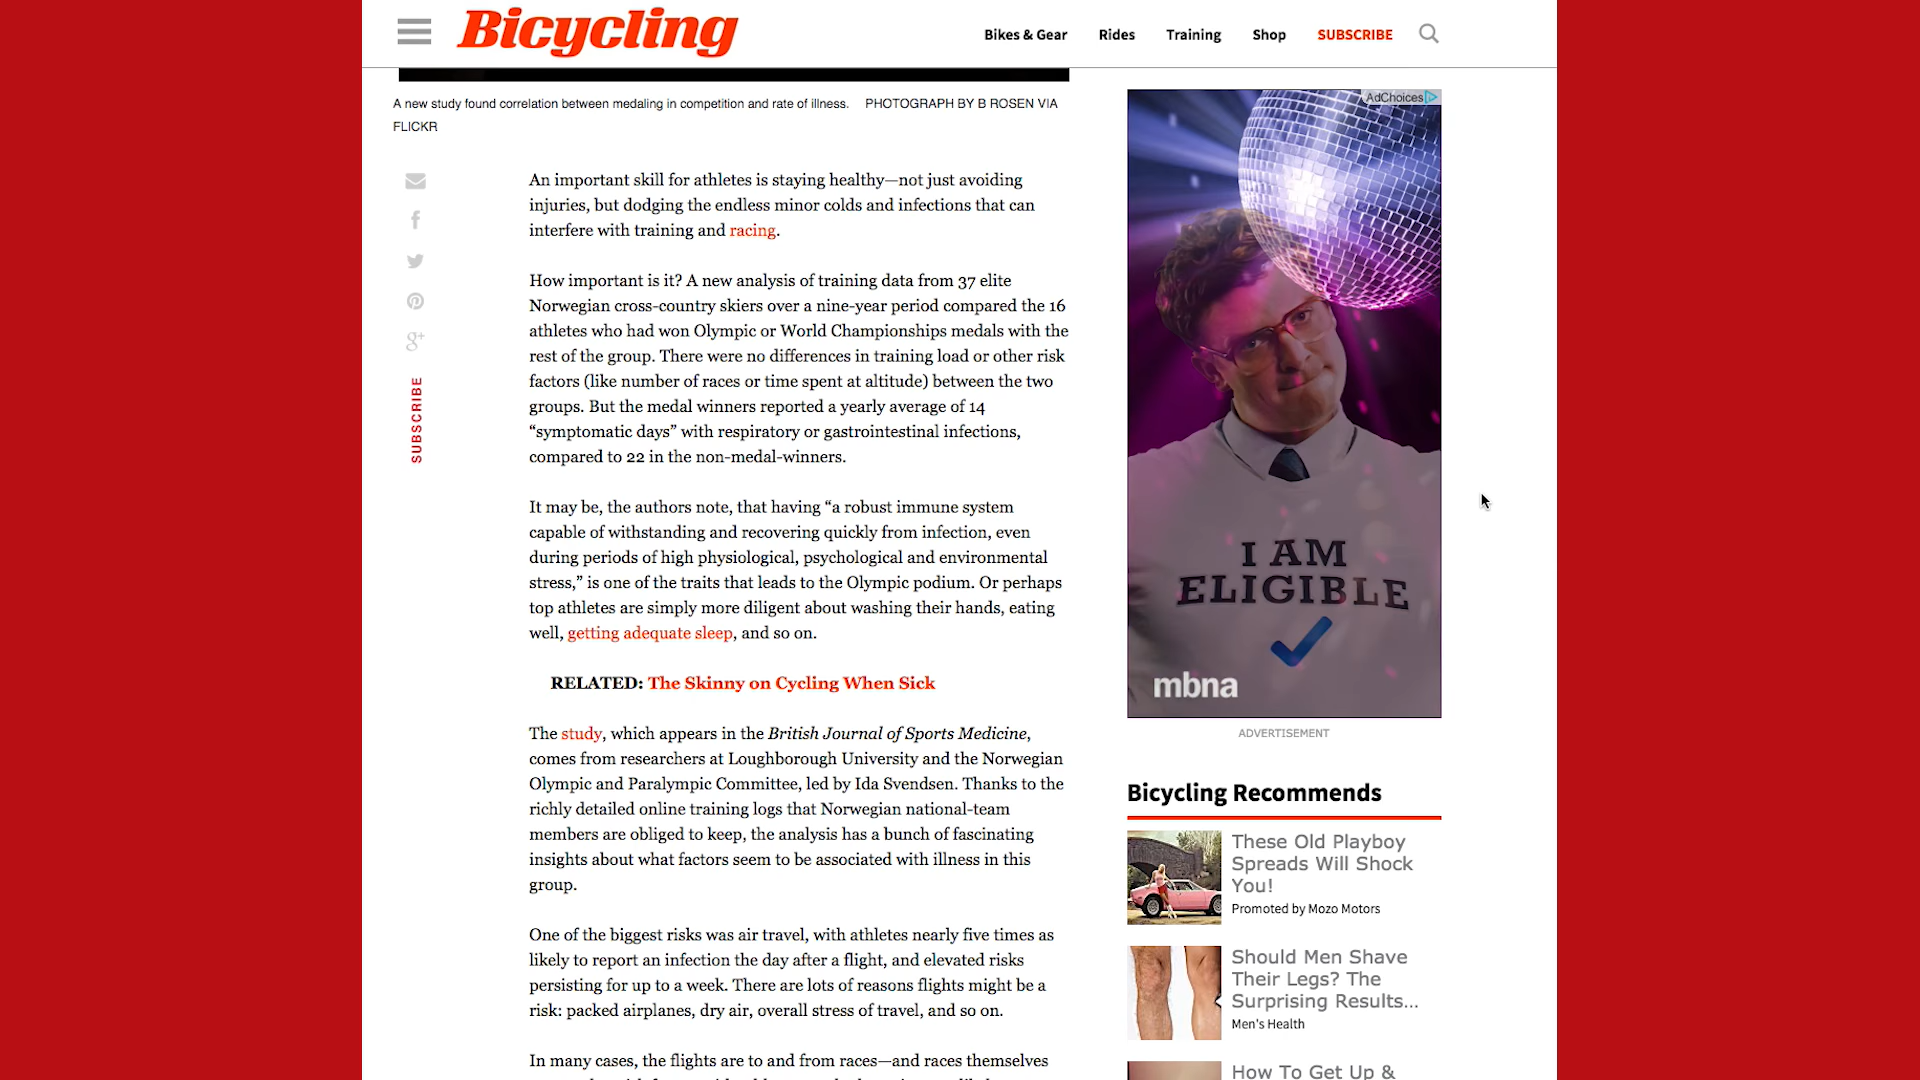 Bicycling
Bikes & Gear
Rides
Training
Shop
SUBSCRIBE
A new study found correlation between medaling in competition and rate of illness. PHOTOGRAPH BY B ROSEN VIA
FLICKR
SUBSCRIBE
An important skill for athletes is staying healthy—not just avoiding
injuries, but dodging the endless minor colds and infections that can
interfere with training and racing.
How important is it? A new analysis of training data from 37 elite
Norwegian cross-country skiers over a nine-year period compared the 16
athletes who had won Olympic or World Championships medals with the
rest of the group. There were no differences in training load or other risk
factors (like number of races or time spent at altitude) between the two
groups. But the medal winners reported a yearly average of 14
“symptomatic days” with respiratory or gastrointestinal infections,
compared to 22 in the non-medal-winners.
It may be, the authors note, that having “a robust immune system
capable of withstanding and recovering quickly from infection, even
during periods of high physiological, psychological and environmental
stress,” is one of the traits that leads to the Olympic podium. Or perhaps
top athletes are simply more diligent about washing their hands, eating
well, getting adequate sleep, and so on.
RELATED: The Skinny on Cycling When Sick
The study, which appears in the British Journal of Sports Medicine,
comes from researchers at Loughborough University and the Norwegian
Olympic and Paralympic Committee, led by Ida Svendsen. Thanks to the
richly detailed online training logs that Norwegian national-team
members are obliged to keep, the analysis has a bunch of fascinating
insights about what factors seem to be associated with illness in this
group.
One of the biggest risks was air travel, with athletes nearly five times as
likely to report an infection the day after a flight, and elevated risks
persisting for up to a week. There are lots of reasons flights might be a
risk: packed airplanes, dry air, overall stress of travel, and so on.
In many cases, the flights are to and from races—and races themselves
AdChoices
I AM
ELIGIBLE
mbna
ADVERTISEMENT
Bicycling Recommends
These Old Playboy
Spreads Will Shock
You!
Promoted by Mozo Motors
Should Men Shave
Their Legs? The
Surprising Results...
Men's Health
How To Get Up &